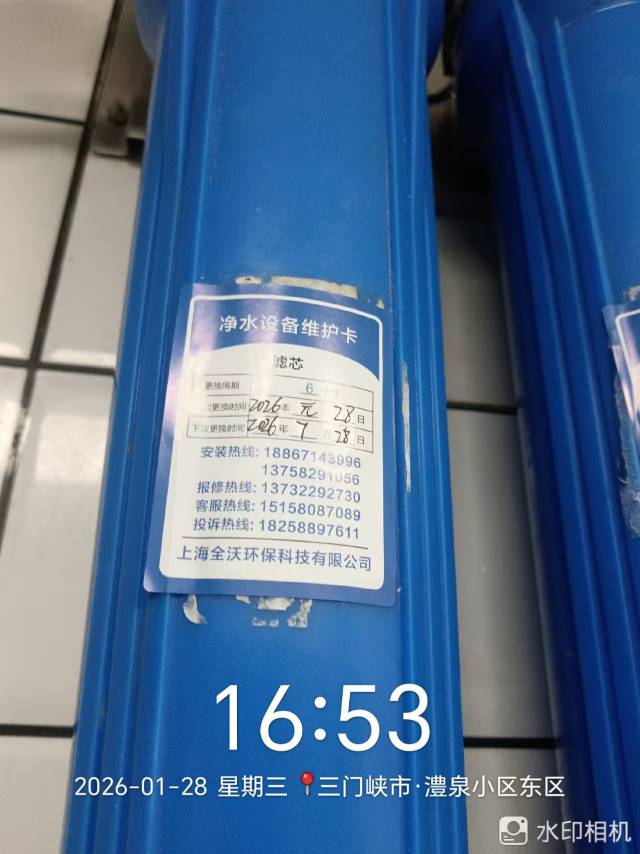 净水设备维护卡
滤芯
更换周期 6
次更换时间 2026年 元 28日
下次更换时间 2026年 7 28日
安装热线: 18867143996
13758291056
报修热线: 13732292730
客服热线: 15158087089
投诉热线: 18258897611
上海全沃环保科技有限公司
16:53
2026-01-28 星期三 三门峡市·澧泉小区东区
水印相机